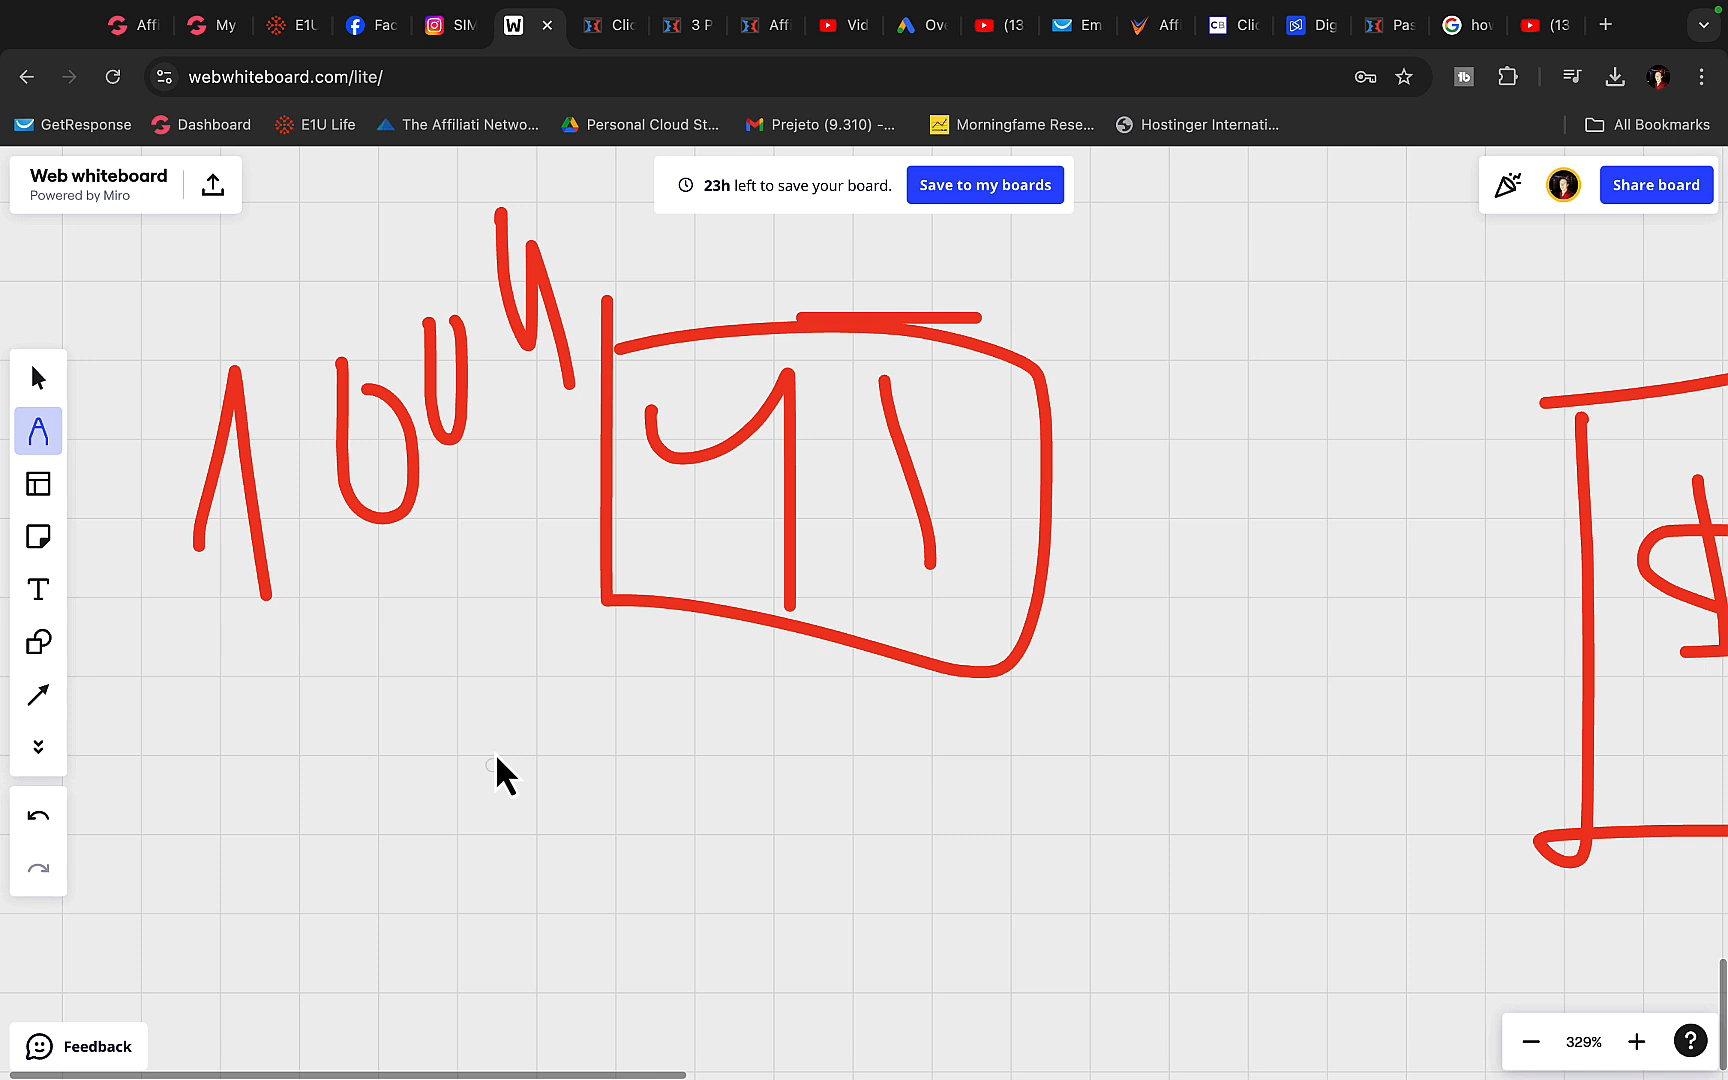 Affi
My
E1U
Fac
SIM
Clic
3 P
Affi
Vid
Ov
(13
Em
Affi
Clic
Dig
Pas
hov
(13
webwhiteboard.com/lite/
GetResponse
Dashboard
E1U Life
The Affiliati Netwo...
Personal Cloud St...
Prejeto (9.310) -...
Morningfame Rese...
Hostinger Internati...
All Bookmarks
Web whiteboard
Powered by Miro
23h left to save your board.
Save to my boards
Share board
$
Feedback
329%